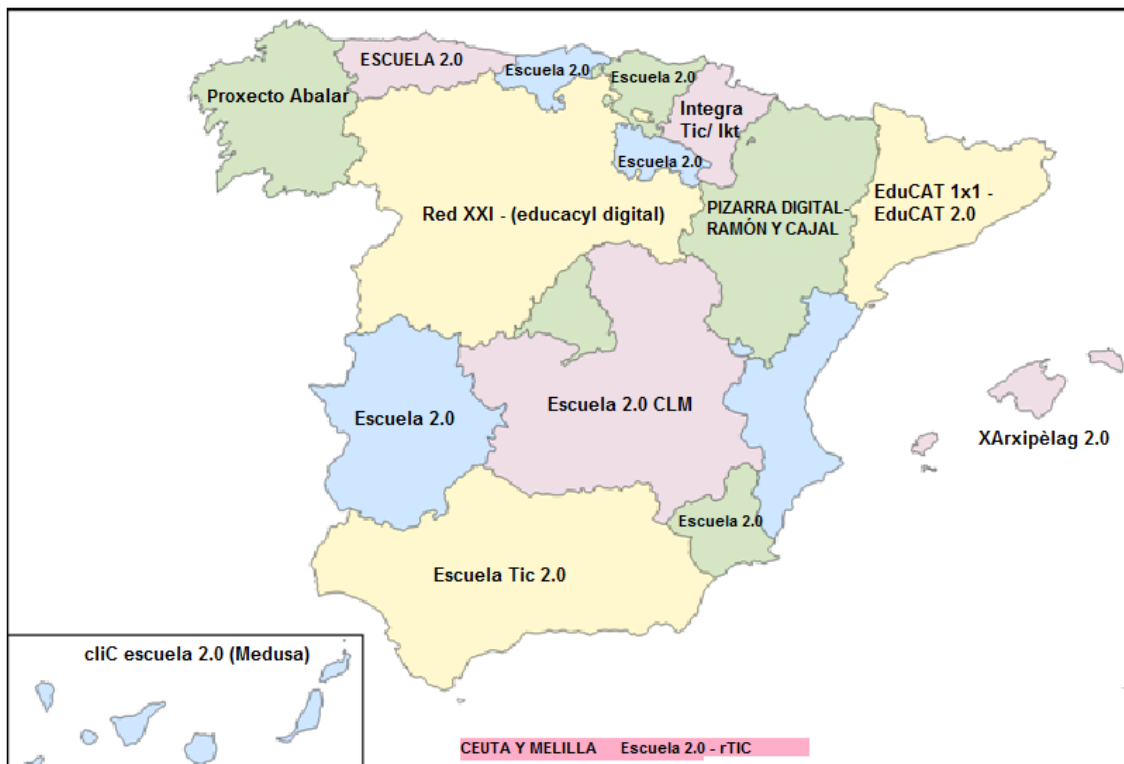 ESCUELA 2.0
Escuela 2.0
Escuela 2.0
Proxecto Abalar
Integra
Tic/ Ikt
Escuela 2.0
EduCAT 1x1 -
EduCAT 2.0
Red XXI - (educacyl digital)
PIZARRA DIGITAL-
RAMÓN Y CAJAL
Escuela 2.0
Escuela 2.0 CLM
XArxipèlag 2.0
Escuela 2.0
Escuela Tic 2.0
cliC escuela 2.0 (Medusa)
CEUTA Y MELILLA Escuela 2.0 - rTIC